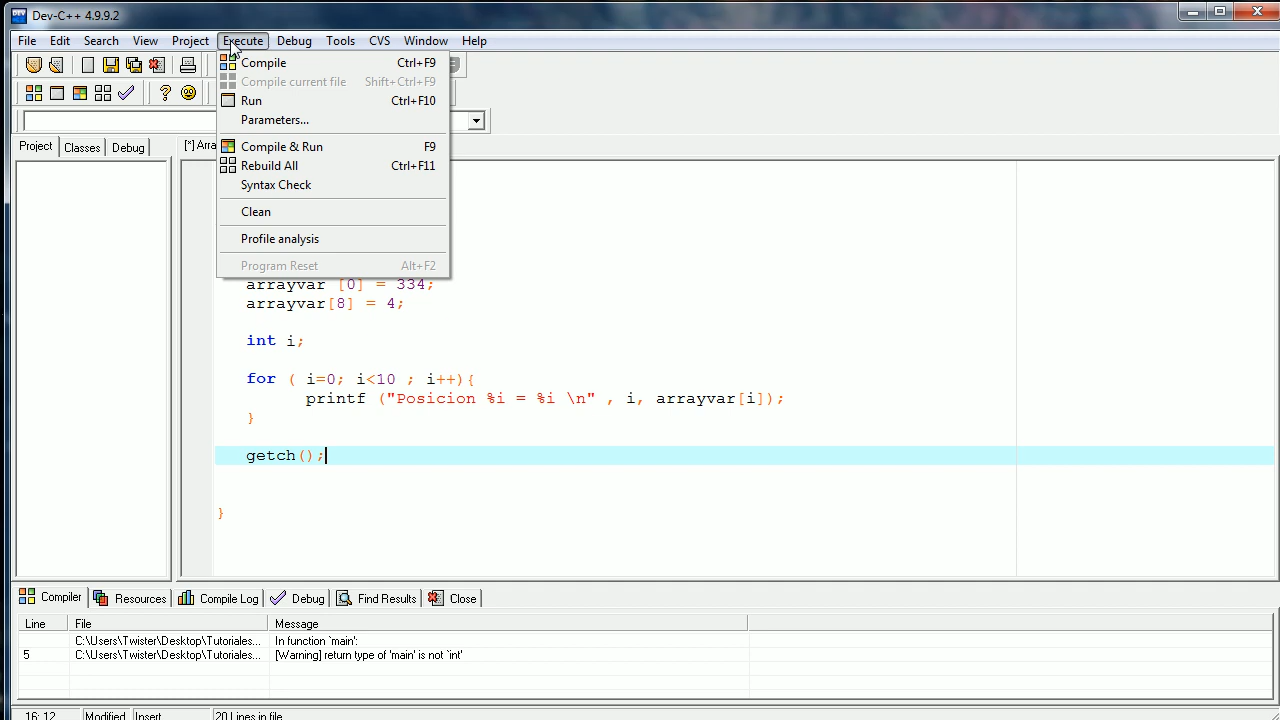 Dev-C++ 4.9.9.2
File Edit Search View Project Execute Debug Tools CVS Window Help
Compile Ctrl+F9
Compile current file Shift+Ctrl+F9
Run Ctrl+F10
Parameters...
Compile & Run F9
Rebuild All Ctrl+F11
Syntax Check
Clean
Profile analysis
Program Reset Alt+F2
Project Classes Debug
[*] Arra
arrayvar [0] = 334;
arrayvar[8] = 4;
int i;
for ( i=0; i<10 ; i++){
printf ("Posicion %i = %i \n" , i, arrayvar[i]);
}
getch();
}
Compiler Resources Compile Log Debug Find Results Close
Line File Message
C:\Users\Twister\Desktop\Tutoriales... In function `main':
5 C:\Users\Twister\Desktop\Tutoriales... [Warning] return type of 'main' is not `int'
16: 12 Modified Insert 20 Lines in file